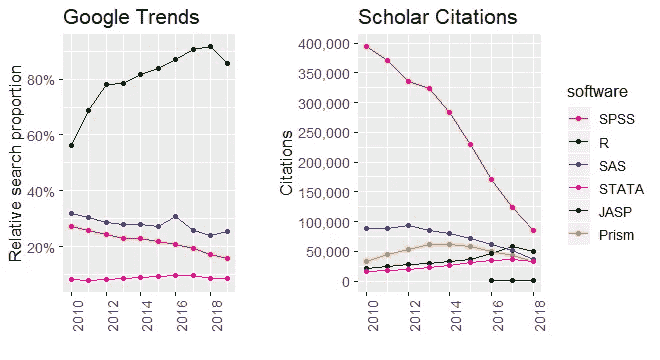 Google Trends
Relative search proportion
80%
60%
40%
20%
2010
2012
2014
2016
2018
Scholar Citations
Citations
400,000
350,000
300,000
250,000
200,000
150,000
100,000
50,000
0
2010
2012
2014
2016
2018
software
SPSS
R
SAS
STATA
JASP
Prism